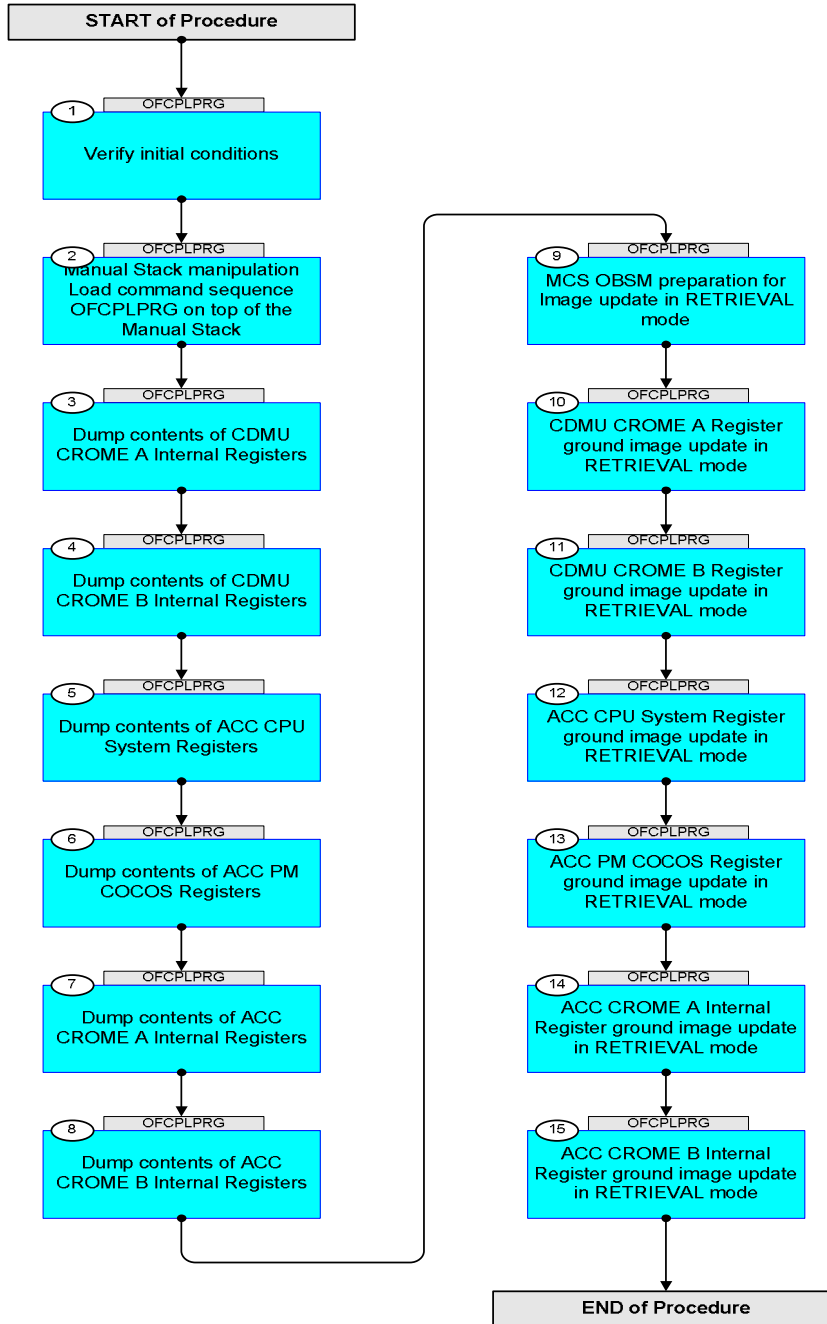 START of Procedure
OFCPLPRG
1
Verify initial conditions
OFCPLPRG
2
Manual Stack manipulation
Load command sequence
OFCPLPRG on top of the
Manual Stack
OFCPLPRG
3
Dump contents of CDMU
CROME A Internal Registers
OFCPLPRG
4
Dump contents of CDMU
CROME B Internal Registers
OFCPLPRG
5
Dump contents of ACC CPU
System Registers
OFCPLPRG
6
Dump contents of ACC PM
COCOS Registers
OFCPLPRG
7
Dump contents of ACC
CROME A Internal Registers
OFCPLPRG
8
Dump contents of ACC
CROME B Internal Registers
OFCPLPRG
9
MCS OBSM preparation for
Image update in RETRIEVAL
mode
OFCPLPRG
10
CDMU CROME A Register
ground image update in
RETRIEVAL mode
OFCPLPRG
11
CDMU CROME B Register
ground image update in
RETRIEVAL mode
OFCPLPRG
12
ACC CPU System Register
ground image update in
RETRIEVAL mode
OFCPLPRG
13
ACC PM COCOS Register
ground image update in
RETRIEVAL mode
OFCPLPRG
14
ACC CROME A Internal
Register ground image update
in RETRIEVAL mode
OFCPLPRG
15
ACC CROME B Internal
Register ground image update
in RETRIEVAL mode
END of Procedure